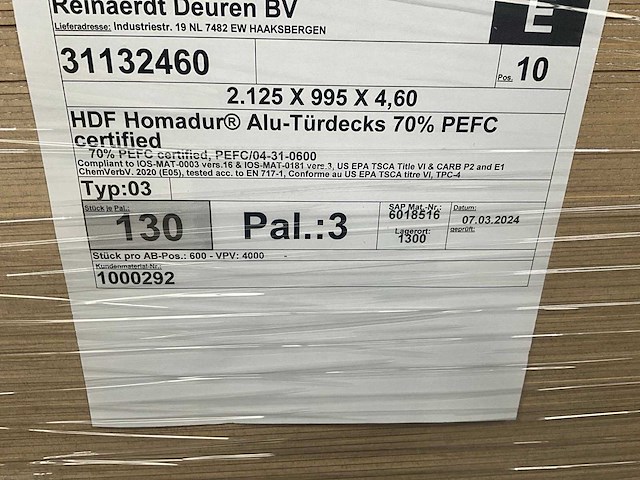 Reinaerdt Deuren BV
Lieferadresse: Industriestr. 19 NL 7482 EW HAAKSBERGEN
E
31132460
Pos. 10
2.125 X 995 X 4,60
HDF Homadur® Alu-Türdecks 70% PEFC
certified
70% PEFC certified, PEFC/04-31-0600
Compliant to IOS-MAT-0003 vers.16 & IOS-MAT-0181 vers.3, US EPA TSCA Title VI & CARB P2 and E1
ChemVerbV. 2020 (E05), tested acc. to EN 717-1, Conforme au US EPA TSCA titre VI, TPC-4
Typ:03
Stück je Pal.:
130
Pal.:3
SAP Mat.-Nr.:
6018516
Lagerort:
1300
Datum:
07.03.2024
geprüft:
Stück pro AB-Pos.: 600 - VPV: 4000 -
Kundenmaterial-Nr.:
1000292